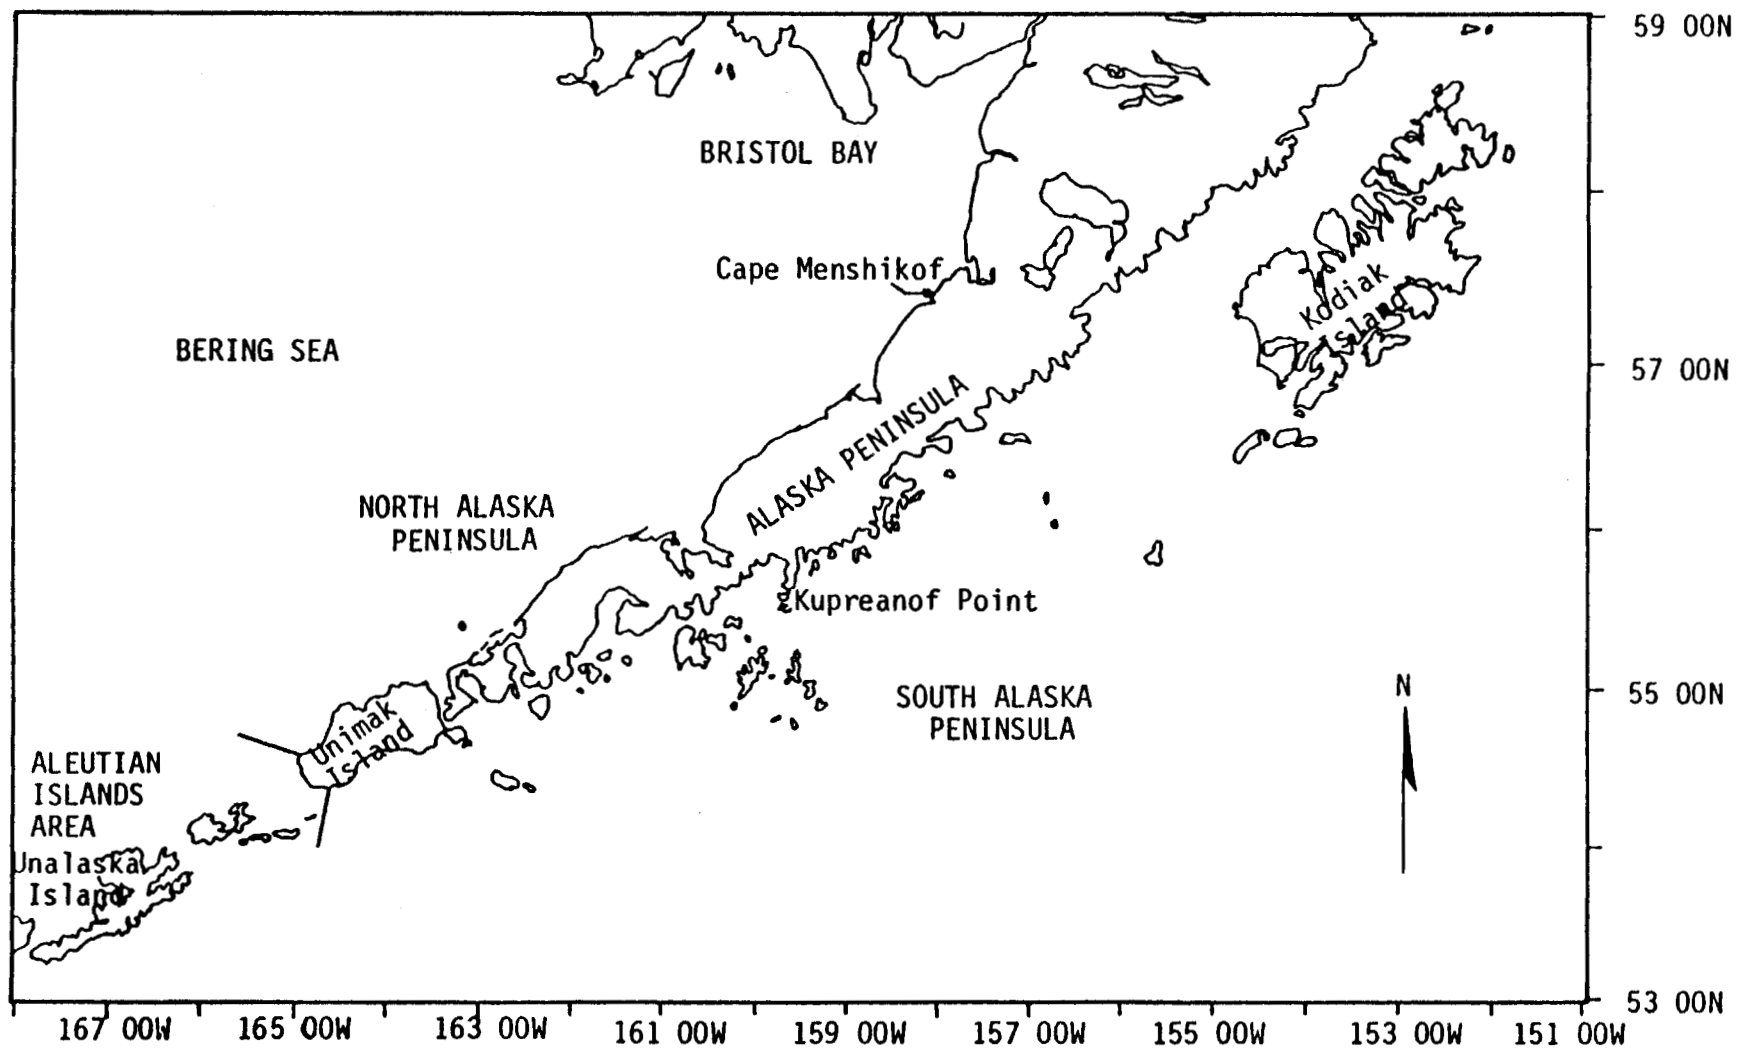 59 00N
BRISTOL BAY
Cape Menshikof
Kodiak
Island
BERING SEA
57 00N
ALASKA PENINSULA
NORTH ALASKA
PENINSULA
Kupreanof Point
N
55 00N
SOUTH ALASKA
PENINSULA
Unimak
Island
ALEUTIAN
ISLANDS
AREA
Unalaska
Island
53 00N
167 00W 165 00W 163 00W 161 00W 159 00W 157 00W 155 00W 153 00W 151 00W